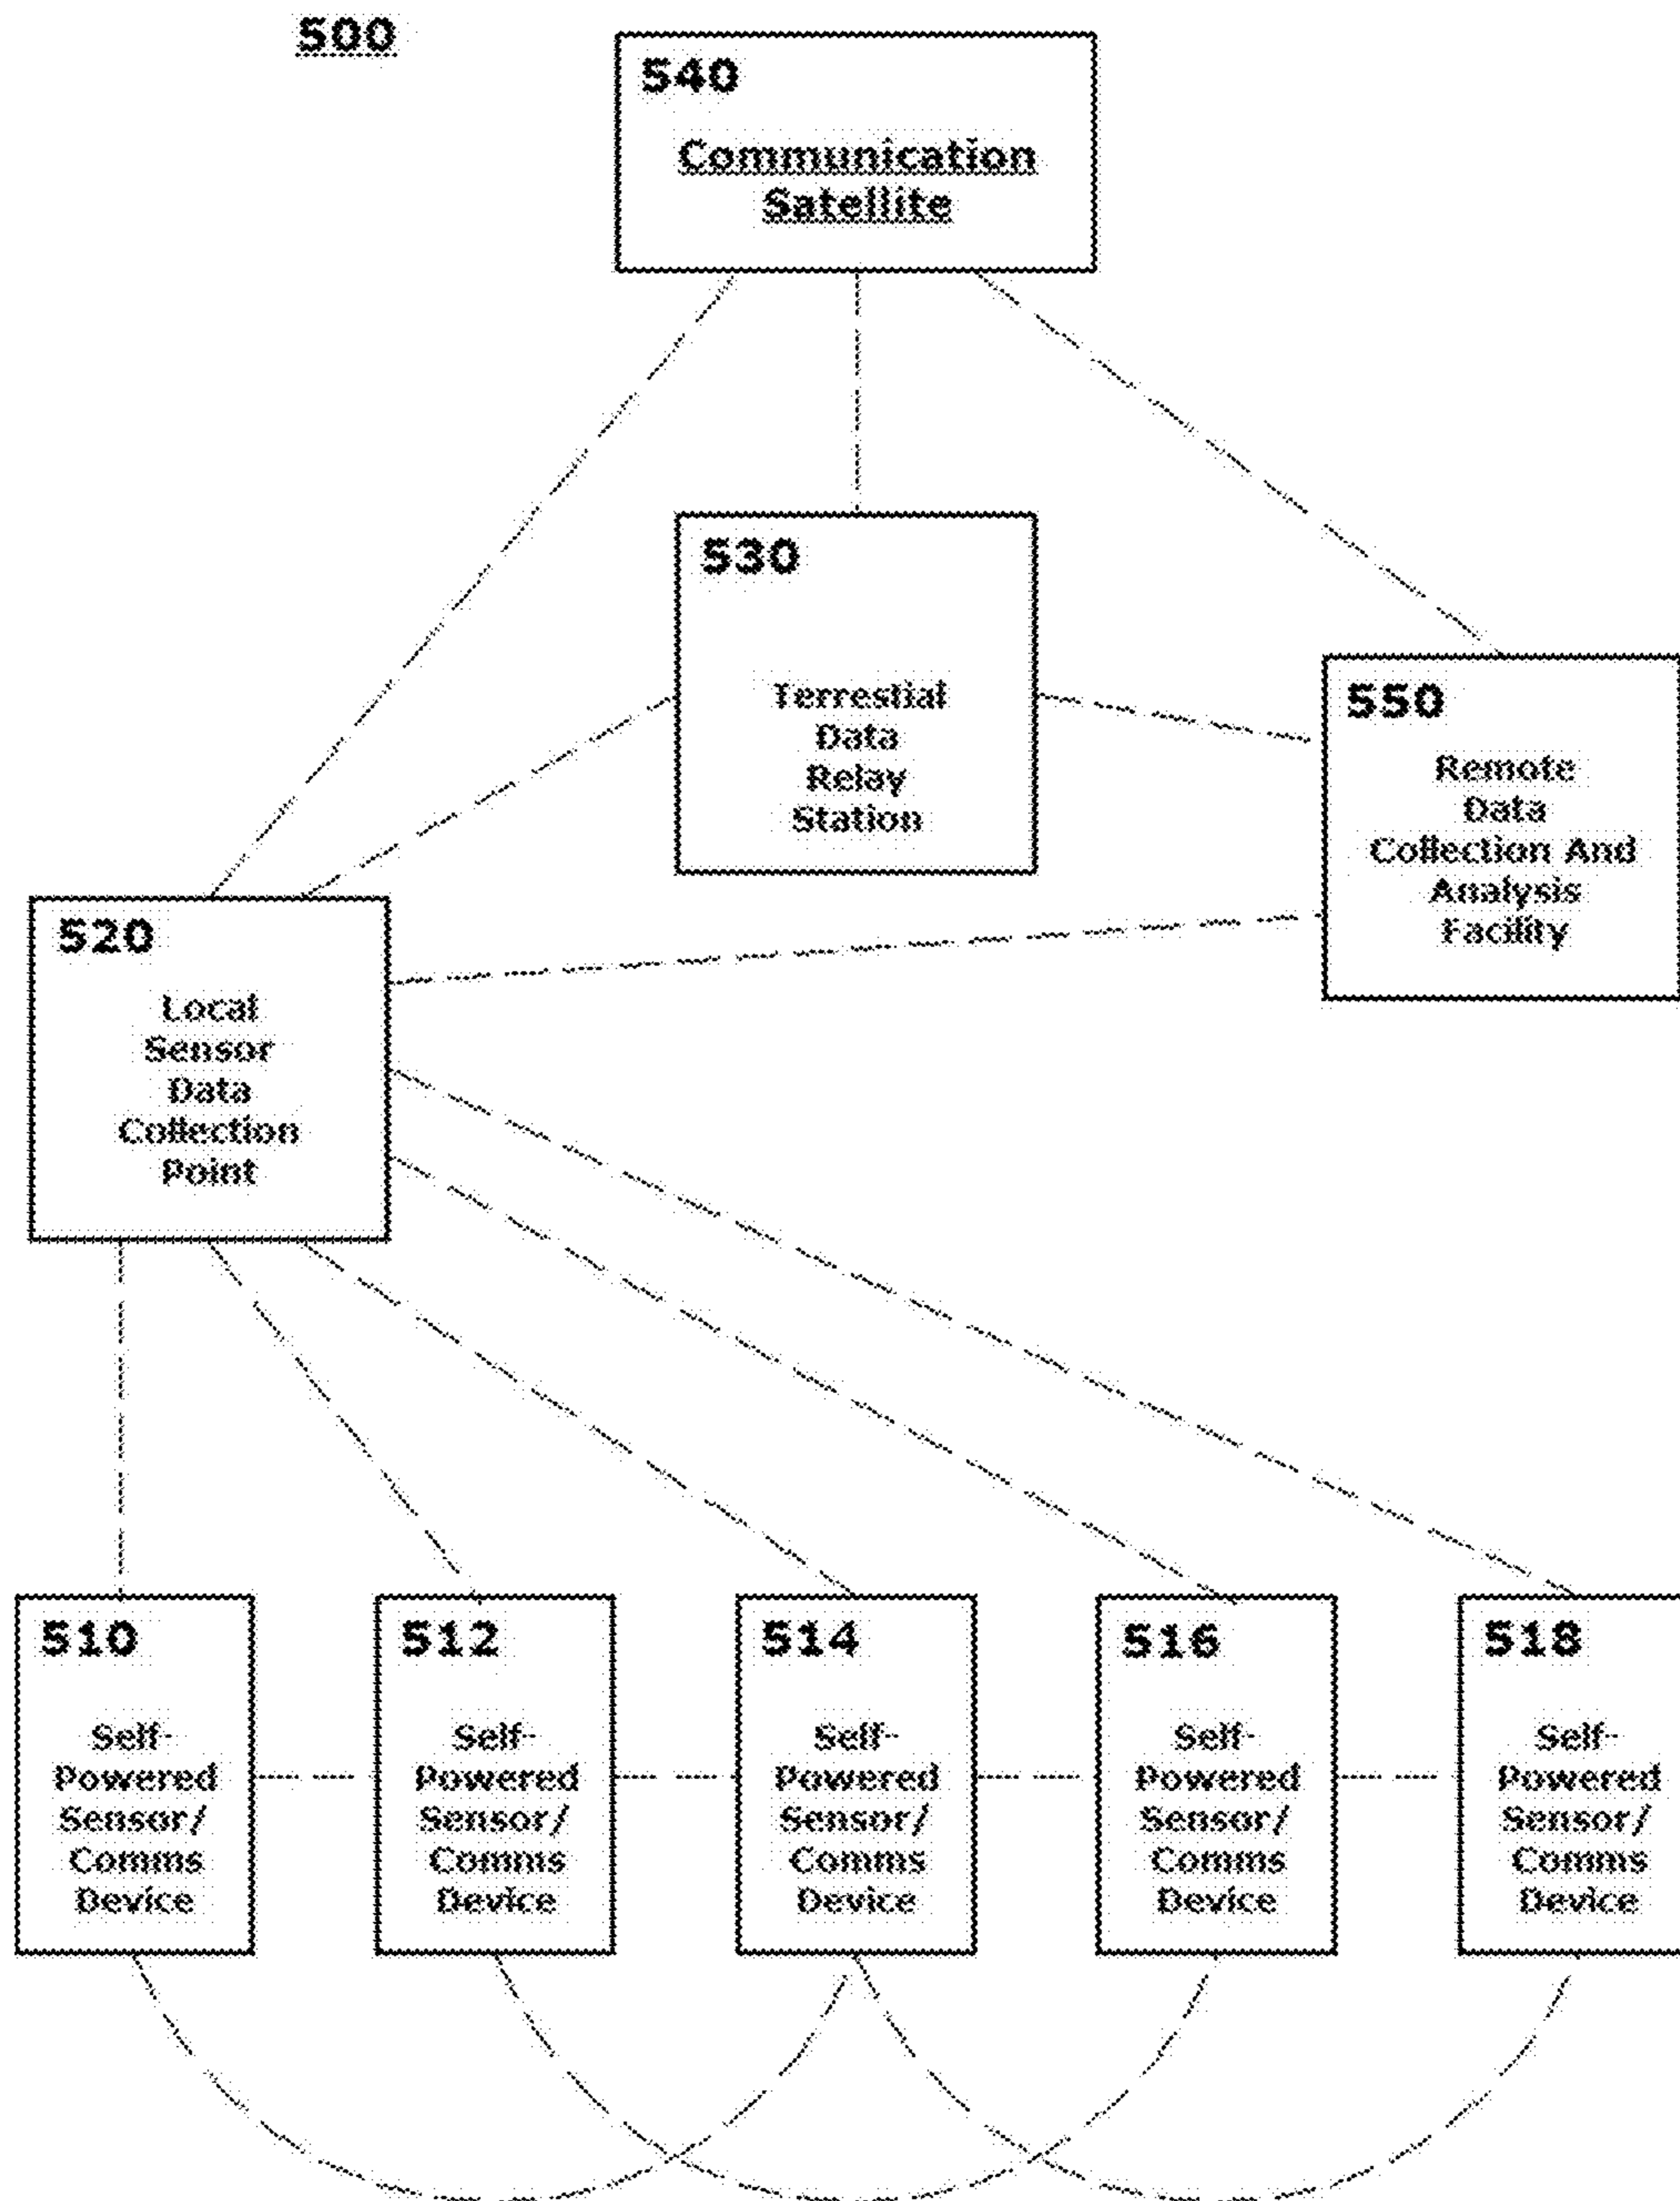 500
540
Communication
Satellite
530
Terrestial
Data
Relay
Station
550
Remote
Data
Collection And
Analysis
Facility
520
Local
Sensor
Data
Collection
Point
510
Self-
Powered
Sensor/
Comms
Device
512
Self-
Powered
Sensor/
Comms
Device
514
Self-
Powered
Sensor/
Comms
Device
516
Self-
Powered
Sensor/
Comms
Device
518
Self-
Powered
Sensor/
Comms
Device